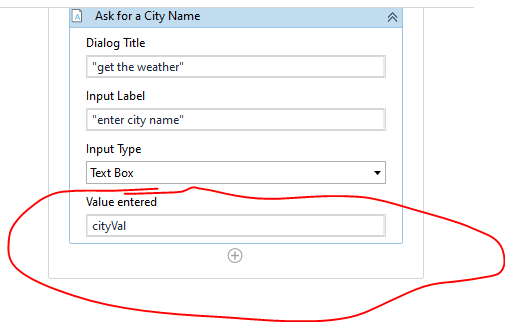 Ask for a City Name
Dialog Title
"get the weather"
Input Label
"enter city name"
Input Type
Text Box
Value entered
cityVal